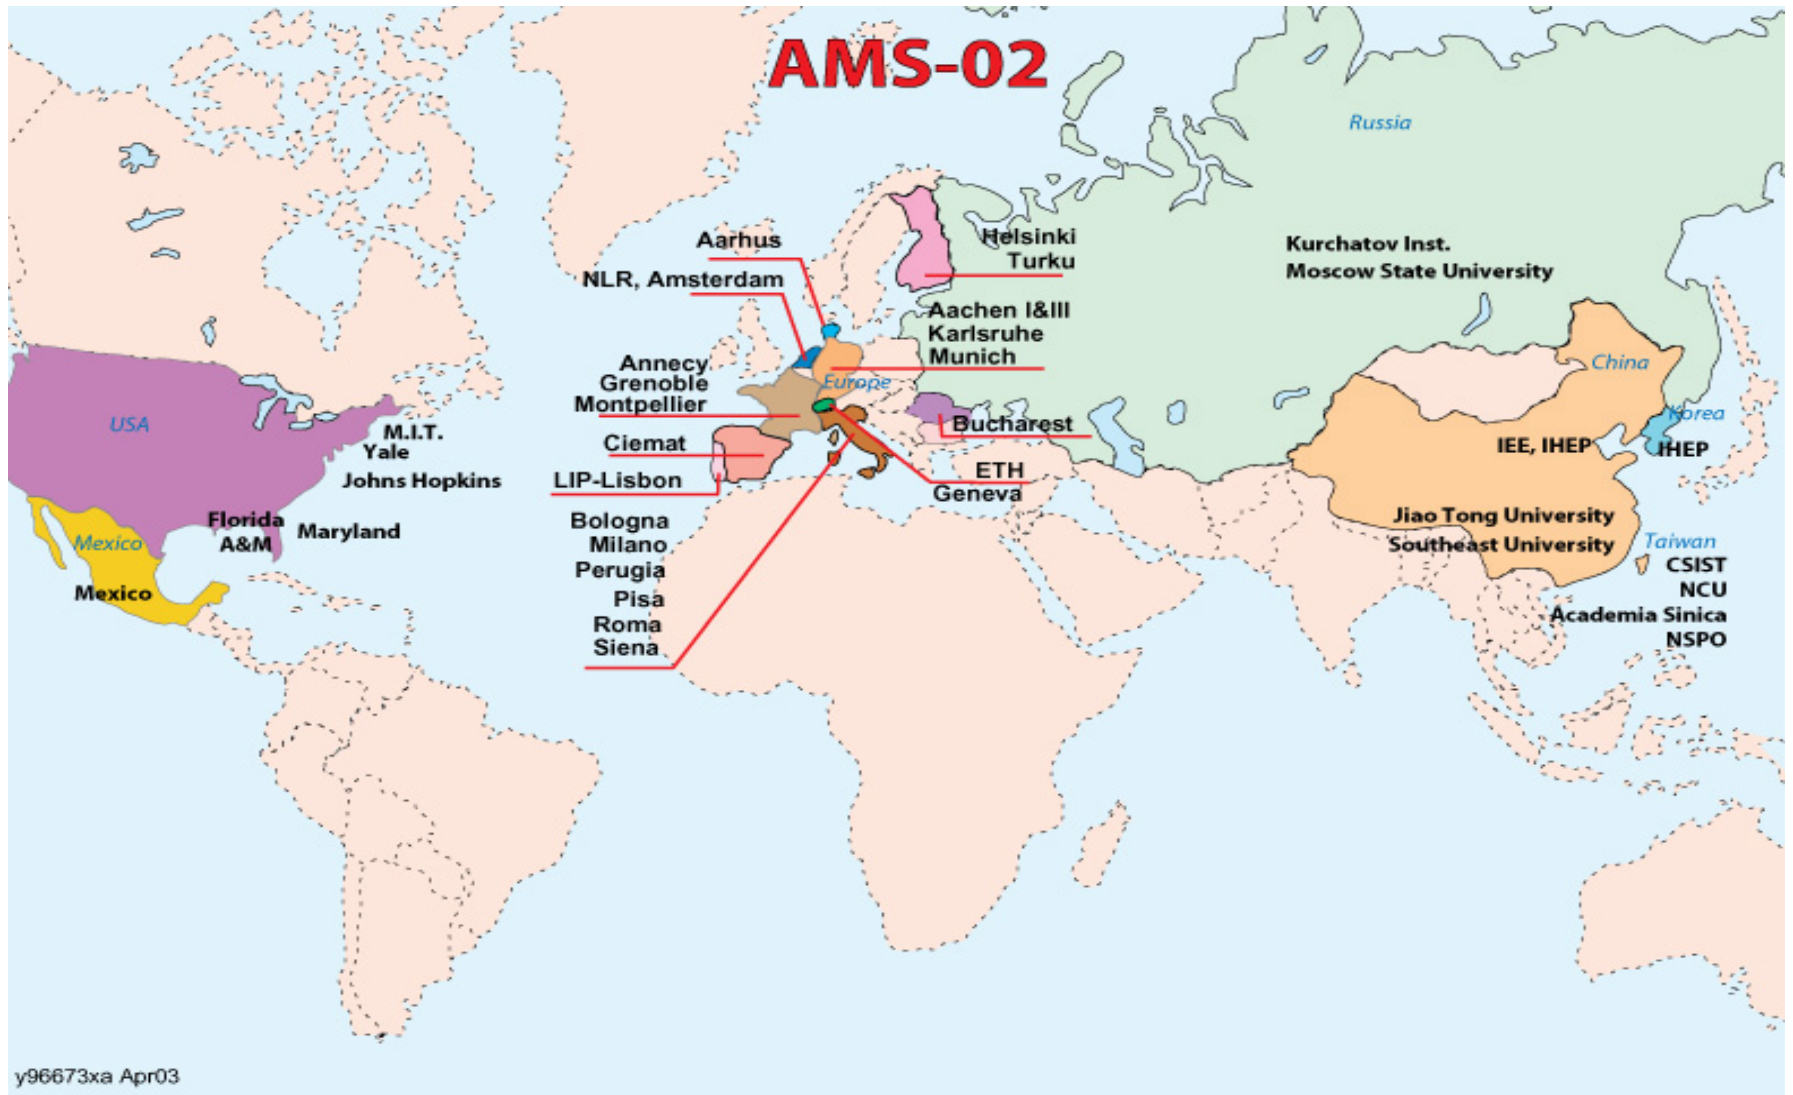 AMS-02
Russia
Aarhus
Helsinki
Turku
NLR, Amsterdam
Kurchatov Inst.
Moscow State University
Aachen I&III
Karlsruhe
Munich
Annecy
Grenoble
Montpellier
Europe
China
USA
M.I.T.
Yale
Johns Hopkins
Ciemat
LIP-Lisbon
Bucharest
ETH
Geneva
Korea
IHEP
IEE, IHEP
Florida
A&M
Maryland
Mexico
Mexico
Bologna
Milano
Perugia
Pisa
Roma
Siena
Jiao Tong University
Southeast University
Taiwan
CSIST
NCU
Academia Sinica
NSPO
y96673xa Apr03